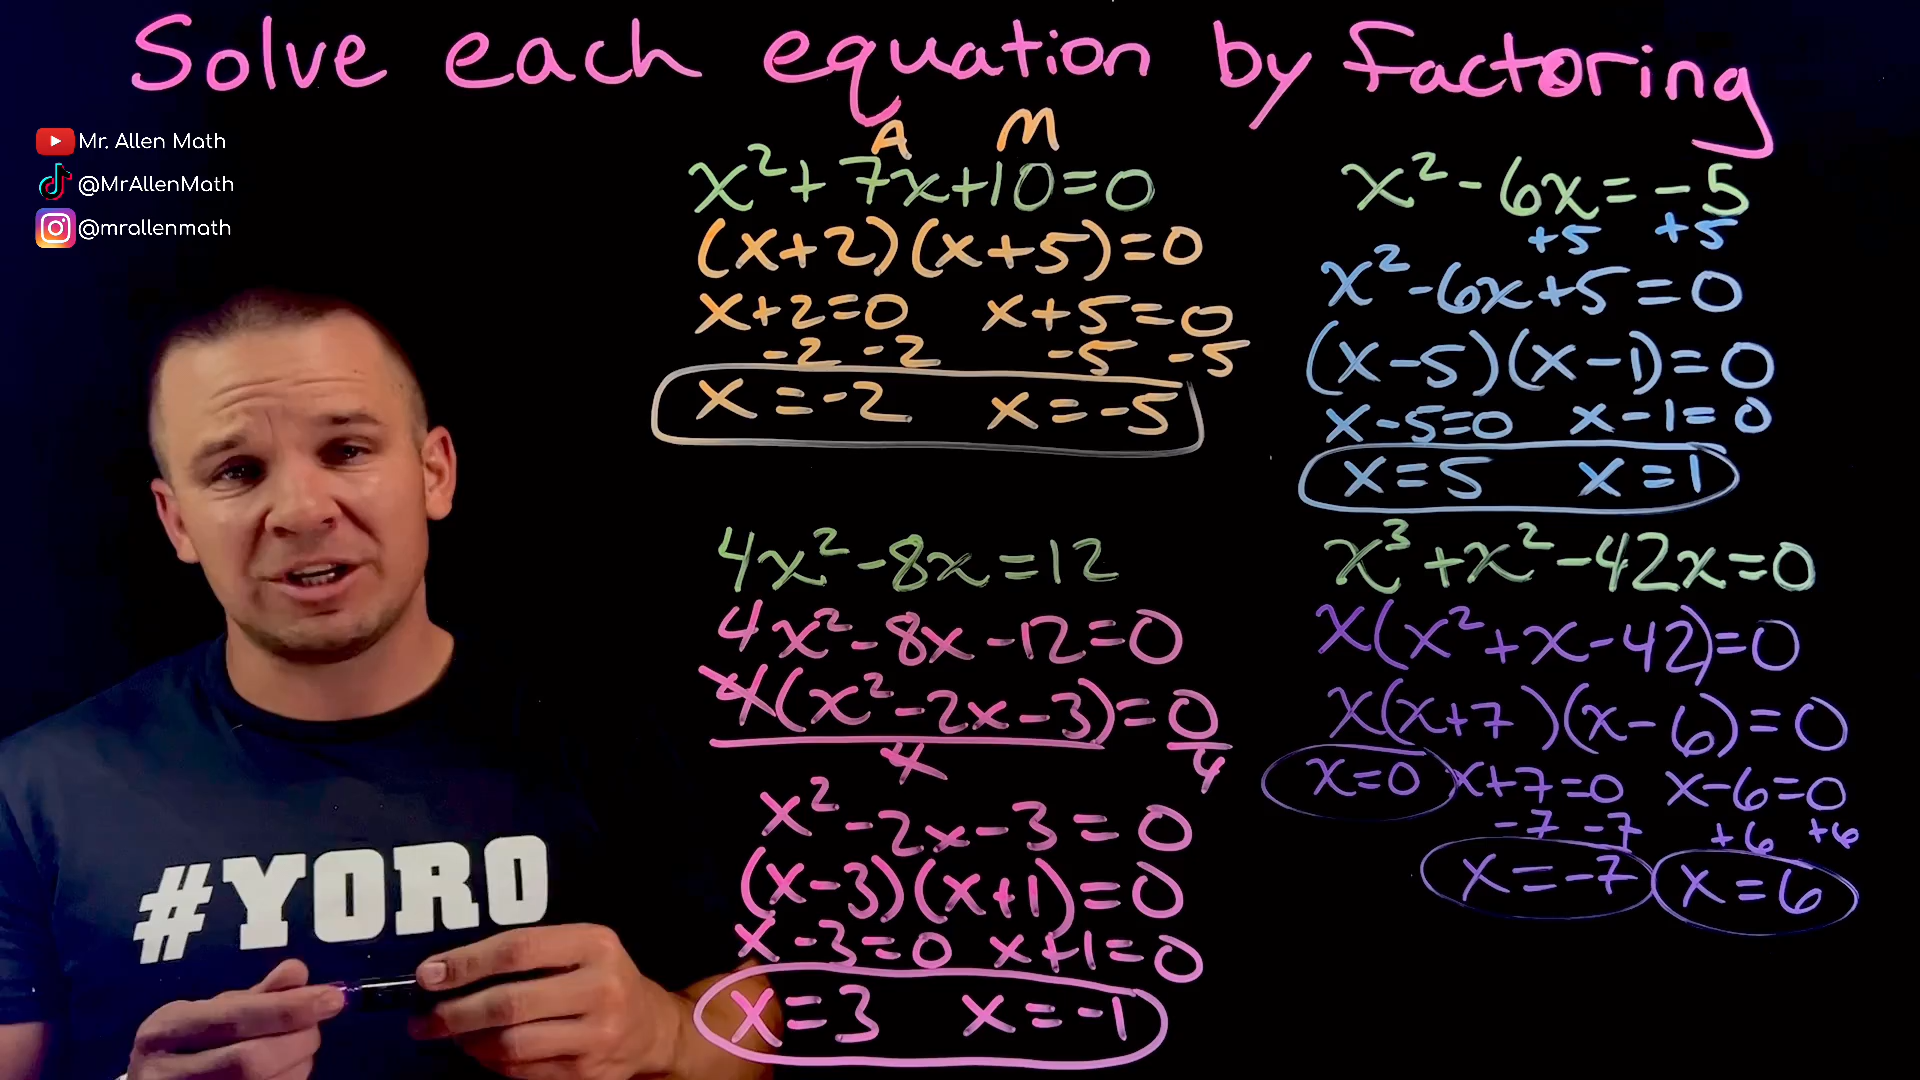 Solve each equation by factoring
Mr. Allen Math
@MrAllenMath
@mrallenmath
A M
x² + 7x + 10 = 0
(x + 2)(x + 5) = 0
x + 2 = 0 x + 5 = 0
-2 -2 -5 -5
x = -2 x = -5
x² - 6x = -5
+5 +5
x² - 6x + 5 = 0
(x - 5)(x - 1) = 0
x - 5 = 0 x - 1 = 0
x = 5 x = 1
4x² - 8x = 12
4x² - 8x - 12 = 0
4(x² - 2x - 3) = 0
4 4
x² - 2x - 3 = 0
(x - 3)(x + 1) = 0
x - 3 = 0 x + 1 = 0
x = 3 x = -1
x³ + x² - 42x = 0
x(x² + x - 42) = 0
x(x + 7)(x - 6) = 0
x = 0 x + 7 = 0 x - 6 = 0
-7 -7 +6 +6
x = -7 x = 6
#YORO